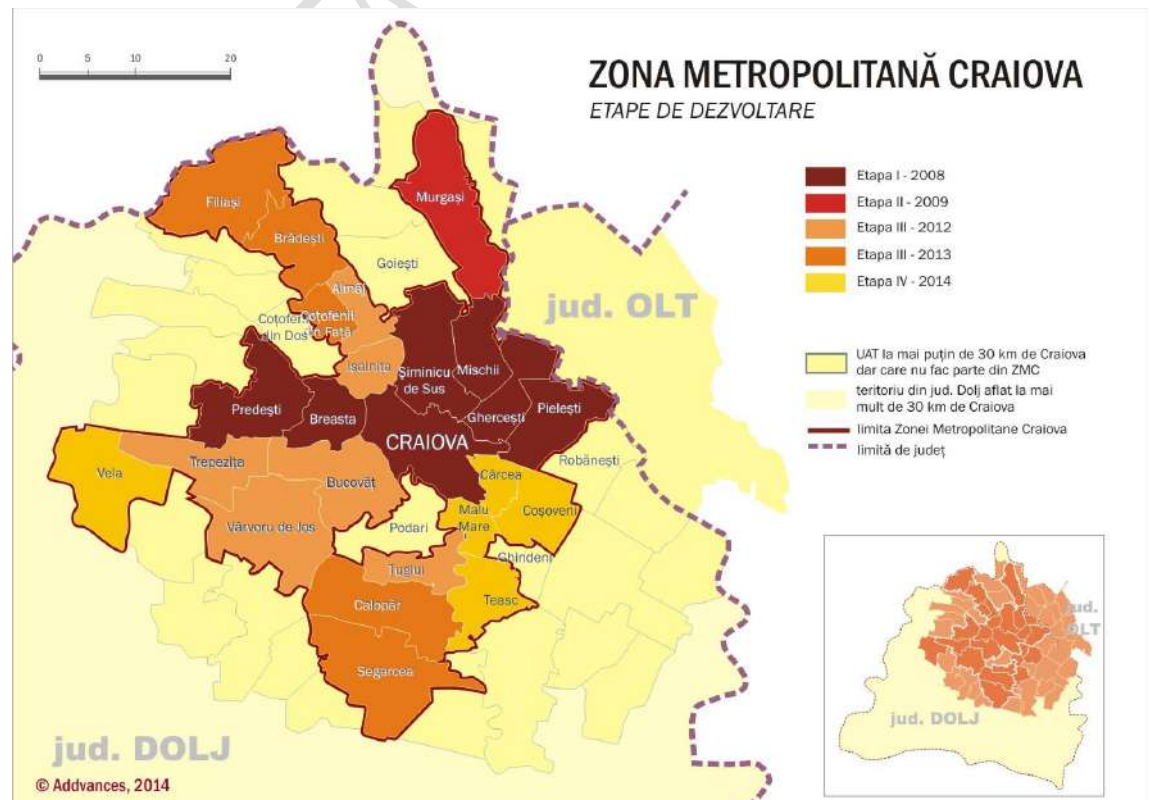 0 5 10 20
ZONA METROPOLITANĂ CRAIOVA
ETAPE DE DEZVOLTARE
Etapa I - 2008
Etapa II - 2009
Etapa III - 2012
Etapa III - 2013
Etapa IV - 2014
UAT la mai puțin de 30 km de Craiova
dar care nu fac parte din ZMC
teritoriu din jud. Dolj aflat la mai
mult de 30 km de Craiova
limita Zonei Metropolitane Craiova
limită de județ
Murgași
Filiași
Brădești
Goiești
Almăj
jud. OLT
Coțofenii
din Dos
Coțofenii
din Față
Ișalnița
Șiminicu
de Sus
Mischii
Predești
Breasta
Ghercești
Pielești
CRAIOVA
Robănești
Vela
Trepezița
Bucovăț
Cârcea
Coșoveni
Malu
Mare
Vârvoru de Jos
Podari
Ghindeni
Țuglui
Calopăr
Teasc
Segarcea
jud.
OLT
jud. DOLJ
jud. DOLJ
© Addvances, 2014